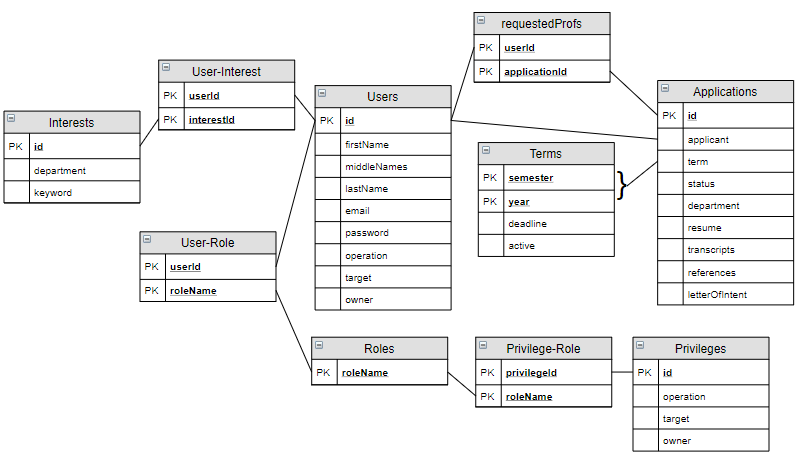 requestedProfs
PK userId
PK applicationId
User-Interest
PK userId
PK interestId
Interests
PK id
department
keyword
Users
PK id
firstName
middleNames
lastName
email
password
operation
target
owner
Applications
PK id
applicant
term
status
department
resume
transcripts
references
letterOfIntent
Terms
PK semester
PK year
deadline
active
}
User-Role
PK userId
PK roleName
Roles
PK roleName
Privilege-Role
PK privilegeId
PK roleName
Privileges
PK id
operation
target
owner